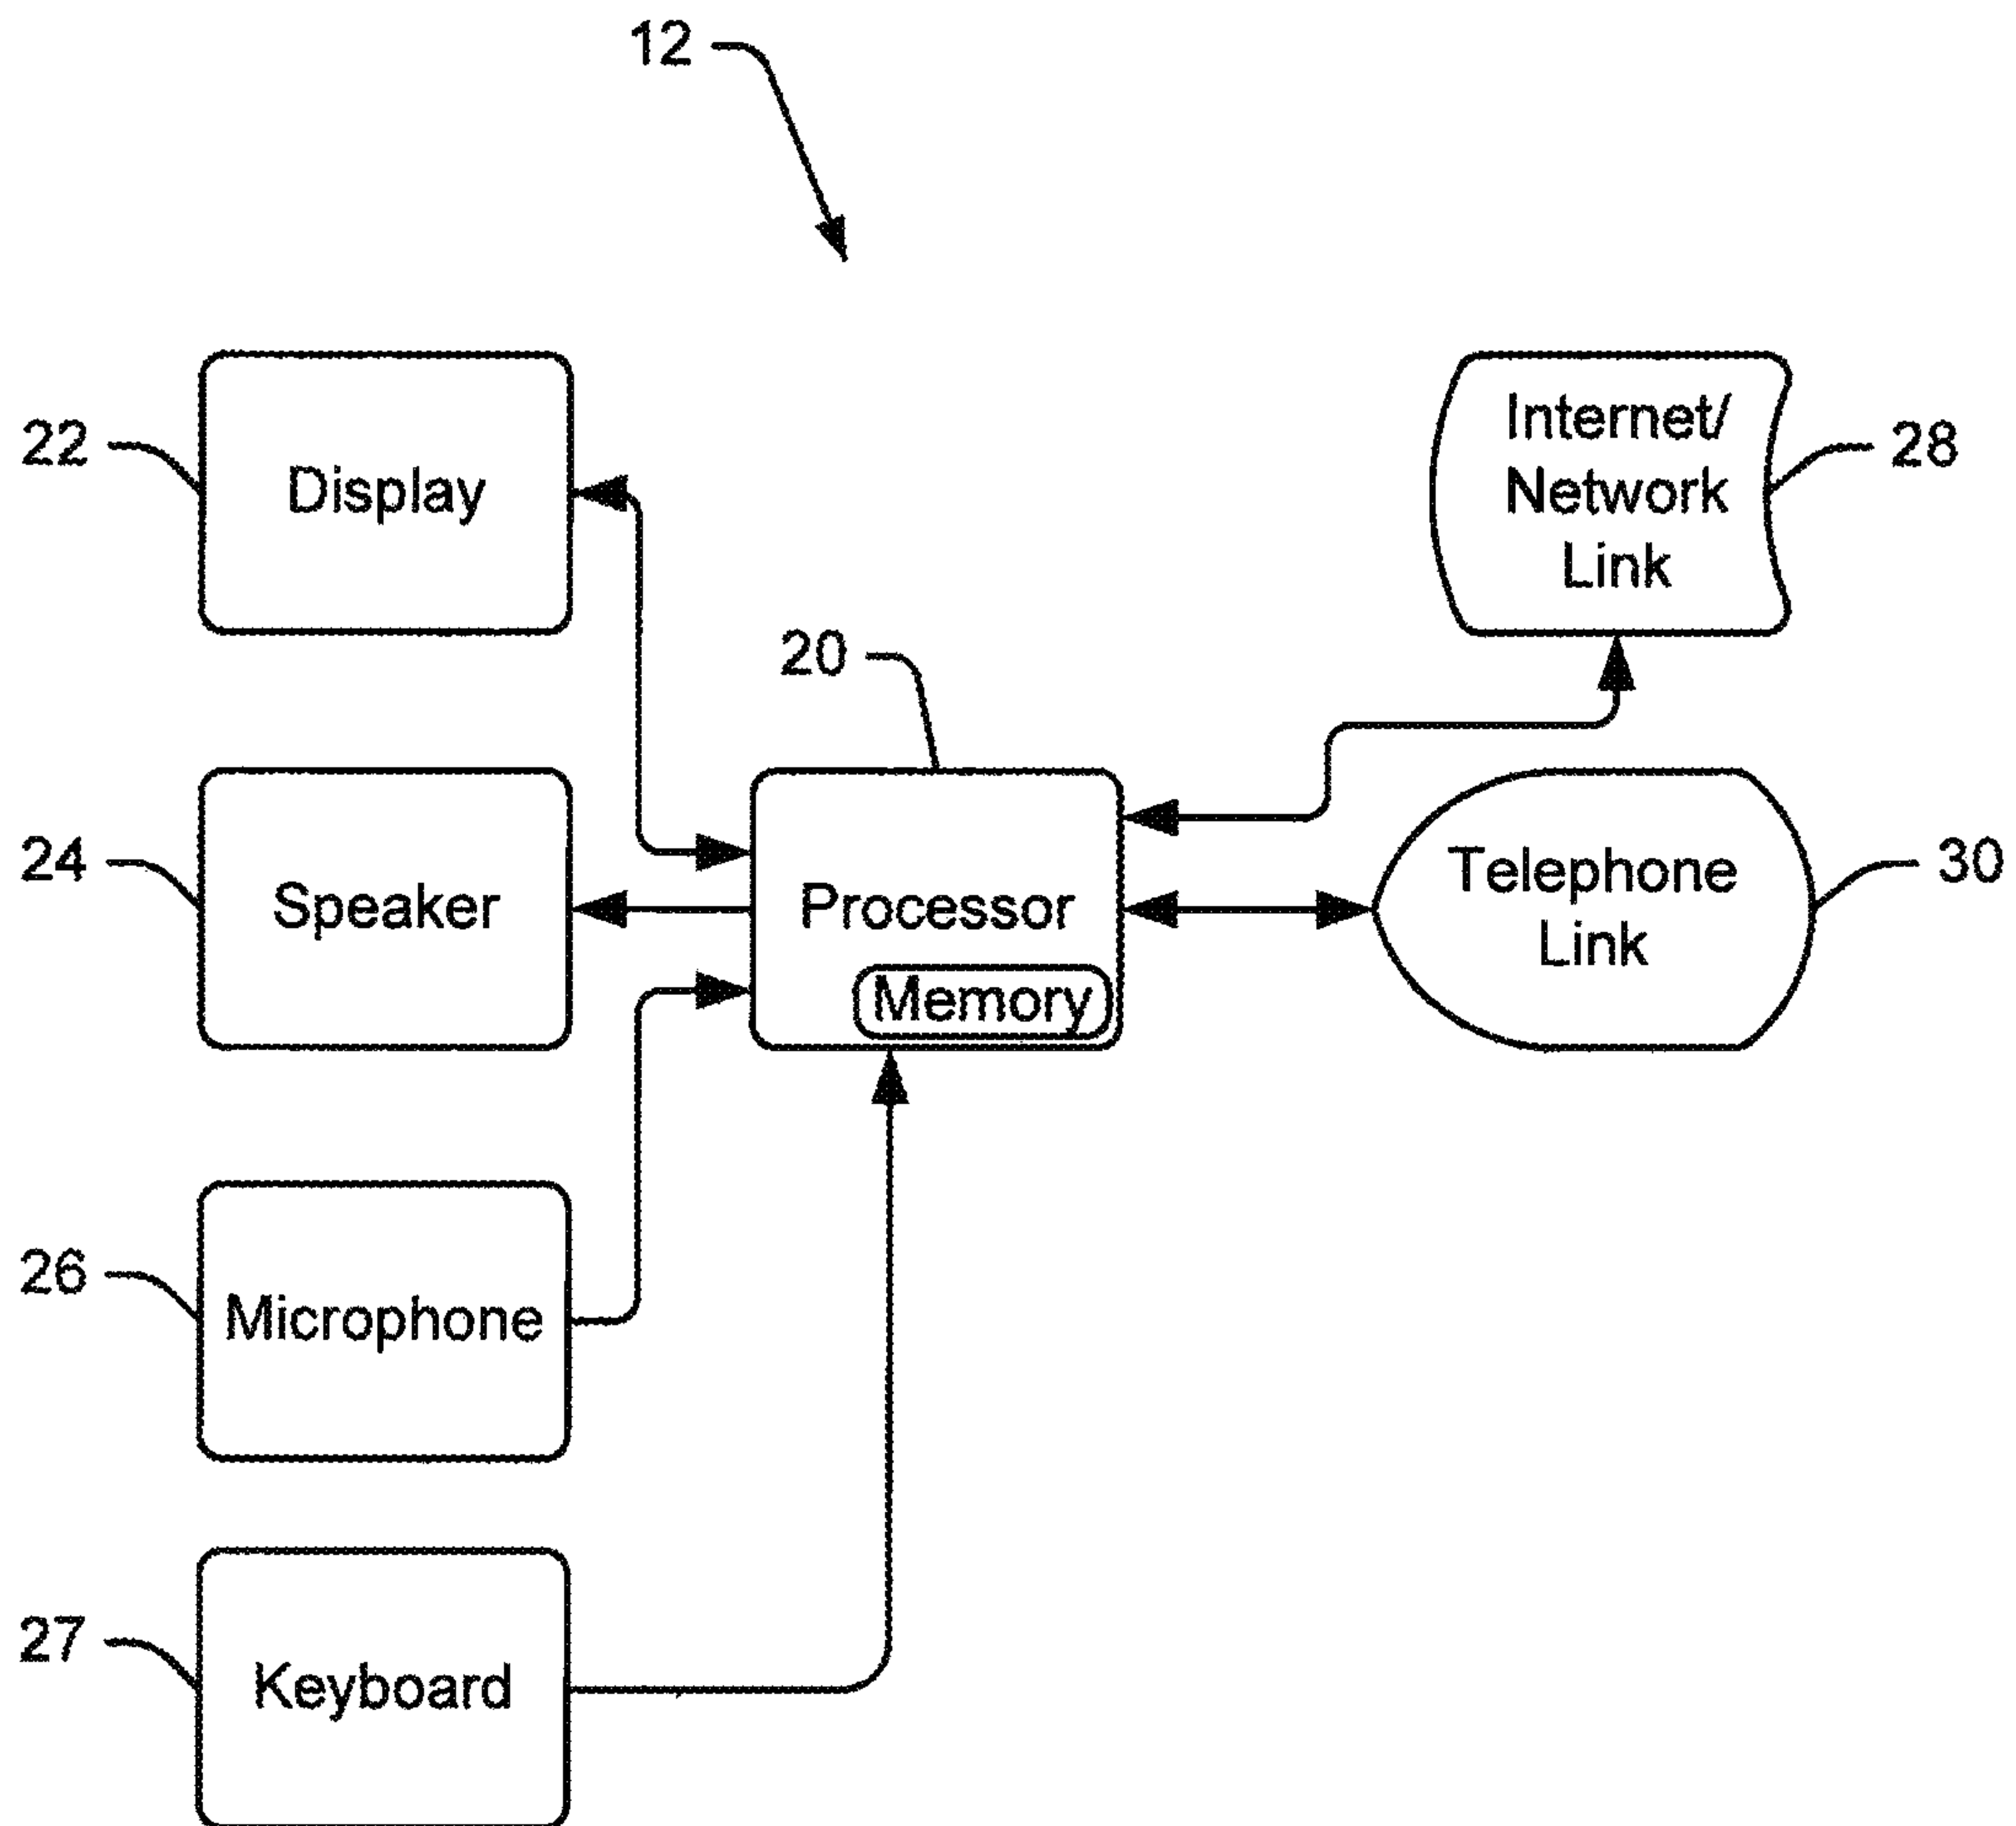 12
22
Display
Internet/
Network
Link
28
20
24
Speaker
Processor
Memory
Telephone
Link
30
26
Microphone
27
Keyboard